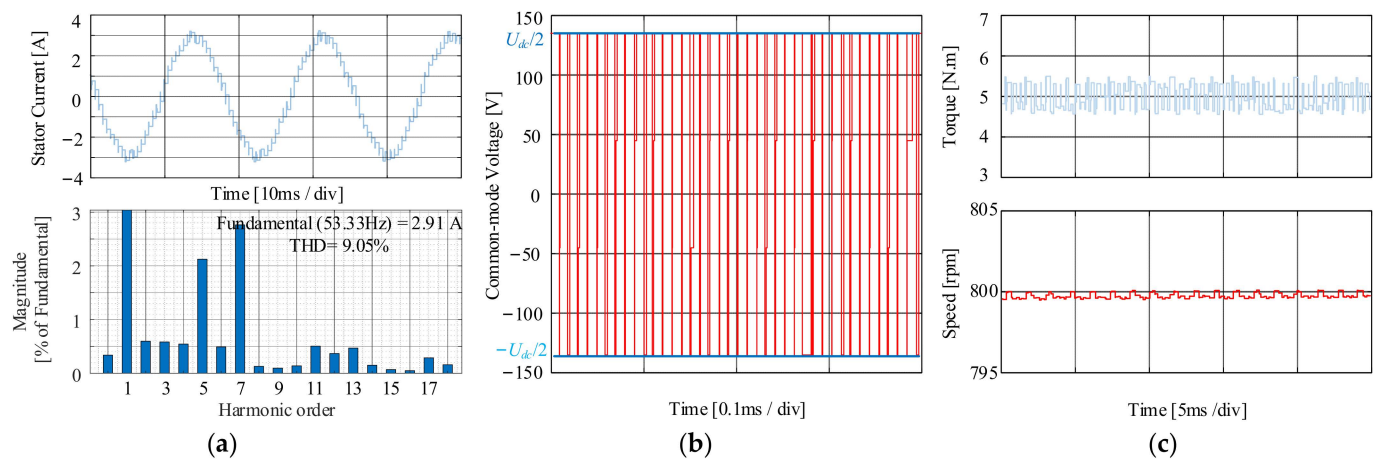 4
2
0
−2
−4
Stator Current [A]
Time [10ms / div]
3
2
1
0
Magnitude
[% of Fundamental]
Fundamental (53.33Hz) = 2.91 A
THD= 9.05%
1 3 5 7 9 11 13 15 17
Harmonic order
(a)
150
100
50
0
−50
−100
−150
Common-mode Voltage [V]
Udc/2
−Udc/2
Time [0.1ms / div]
(b)
7
6
5
4
3
Torque [N.m]
805
800
795
Speed [rpm]
Time [5ms /div]
(c)